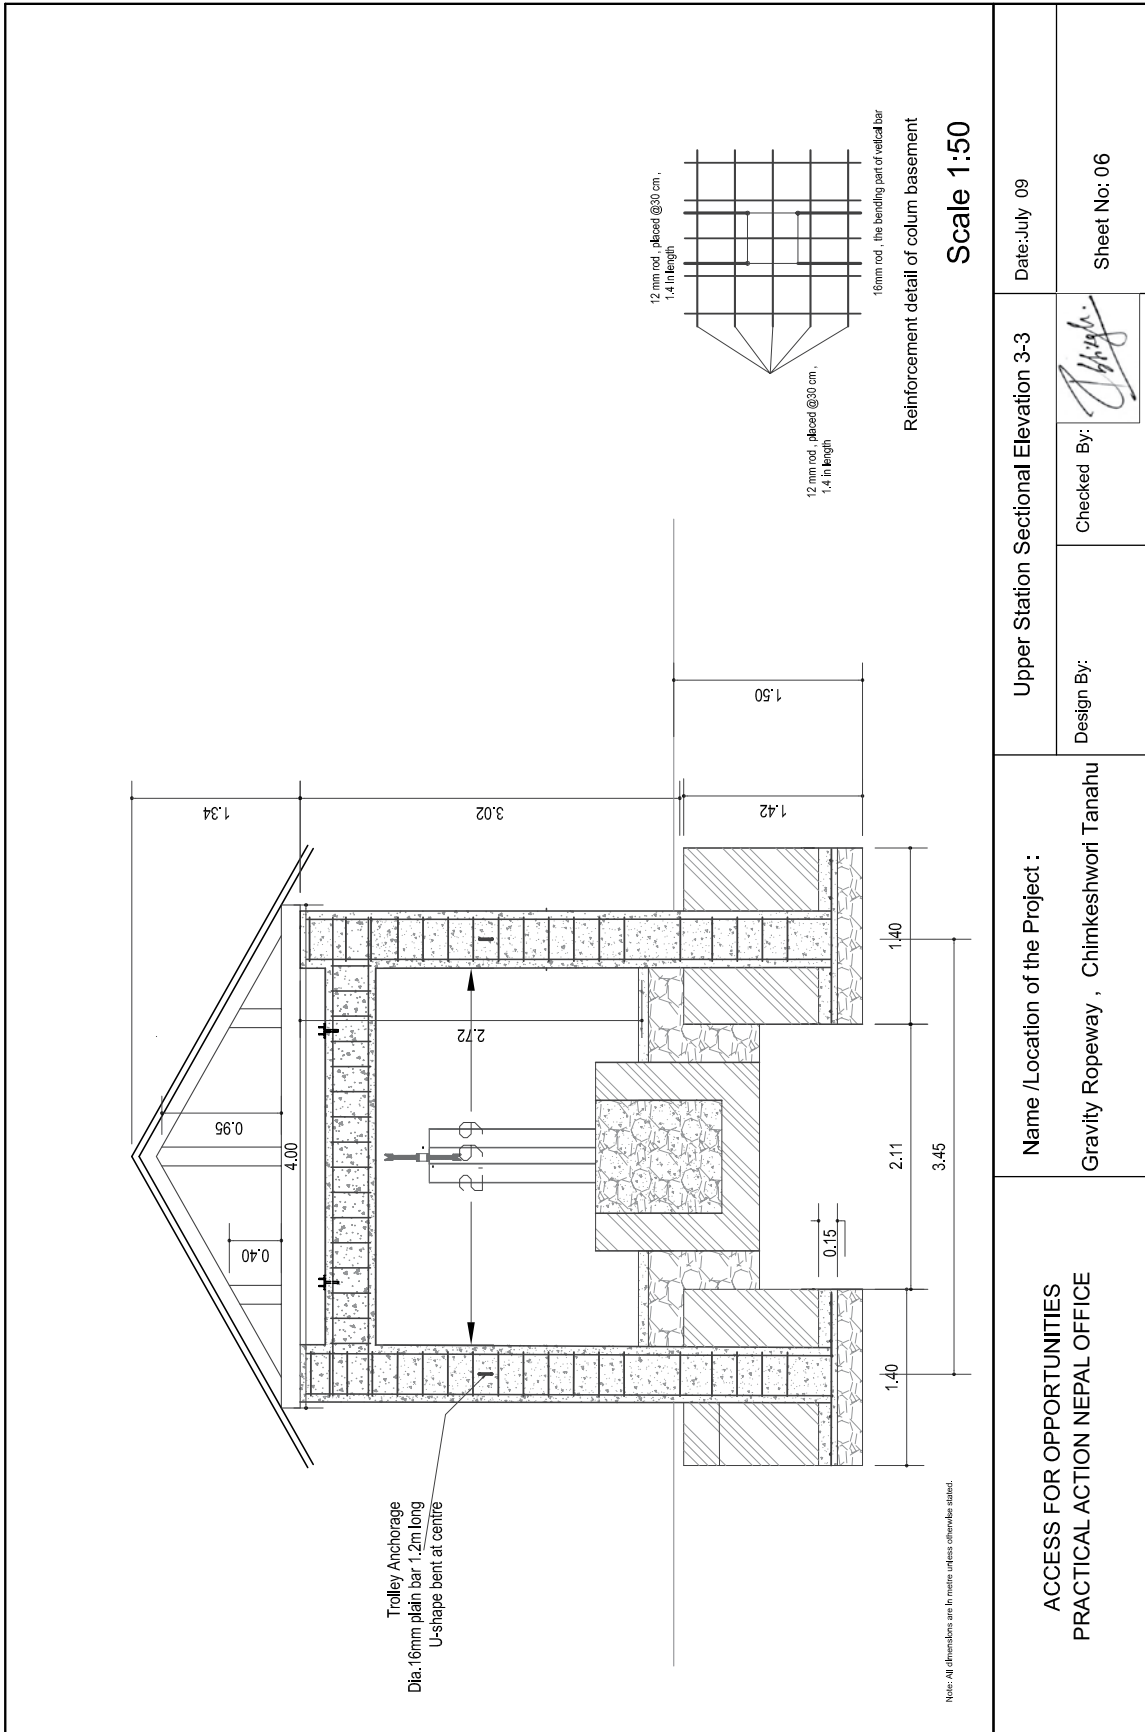 1.34
3.02
1.42
1.50
0.95
0.40
4.00
2.72
2.99
Trolley Anchorage
Dia.16mm plain bar 1.2m long
U-shape bent at centre
0.15
1.40
2.11
1.40
3.45
12 mm rod , placed @30 cm ,
1.4 in length
12 mm rod , placed @30 cm ,
1.4 in length
16mm rod , the bending part of vetical bar
Reinforcement detail of colum basement
Scale 1:50
Note: All dimensions are in metre unless otherwise stated.
ACCESS FOR OPPORTUNITIES
PRACTICAL ACTION NEPAL OFFICE
Name /Location of the Project :
Gravity Ropeway , Chimkeshwori Tanahu
Upper Station Sectional Elevation 3-3
Design By:
Checked By:
Date:July 09
Sheet No: 06